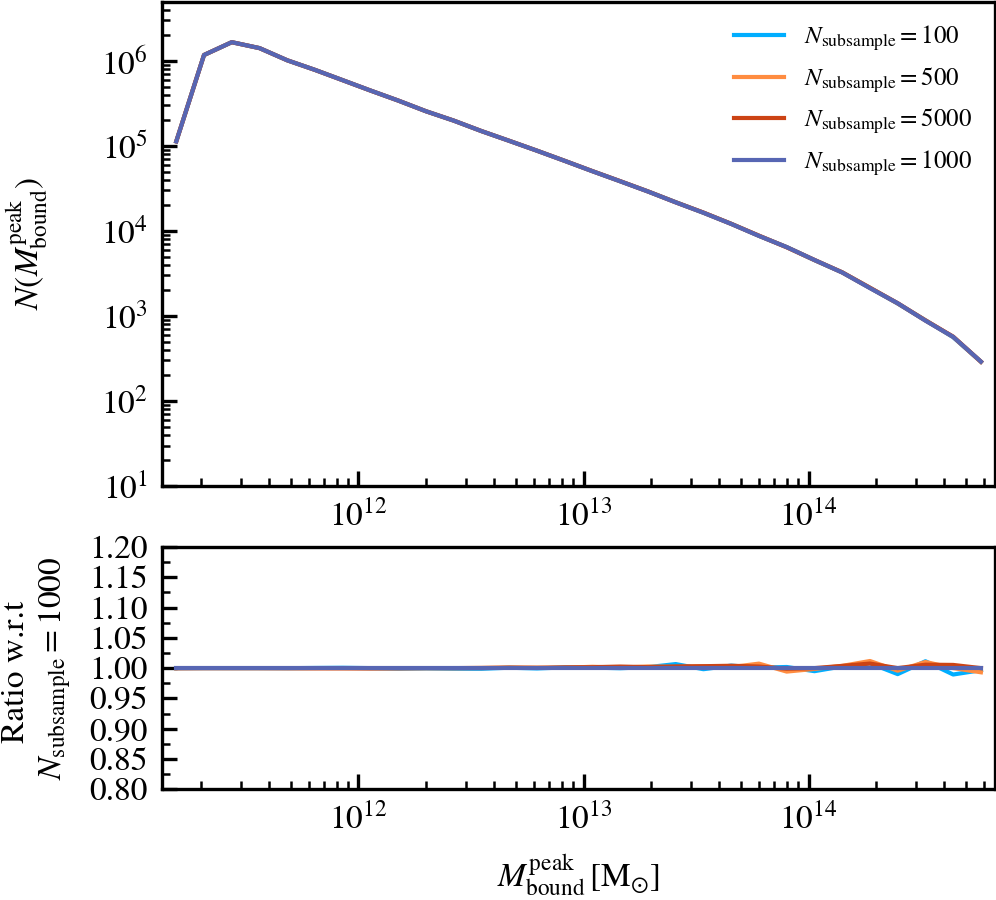 10^6
10^5
10^4
10^3
10^2
10^1
N(M_bound^peak)
N_subsample = 100
N_subsample = 500
N_subsample = 5000
N_subsample = 1000
10^12 10^13 10^14
1.20
1.15
1.10
1.05
1.00
0.95
0.90
0.85
0.80
Ratio w.r.t
N_subsample = 1000
10^12 10^13 10^14
M_bound^peak [M_⊙]